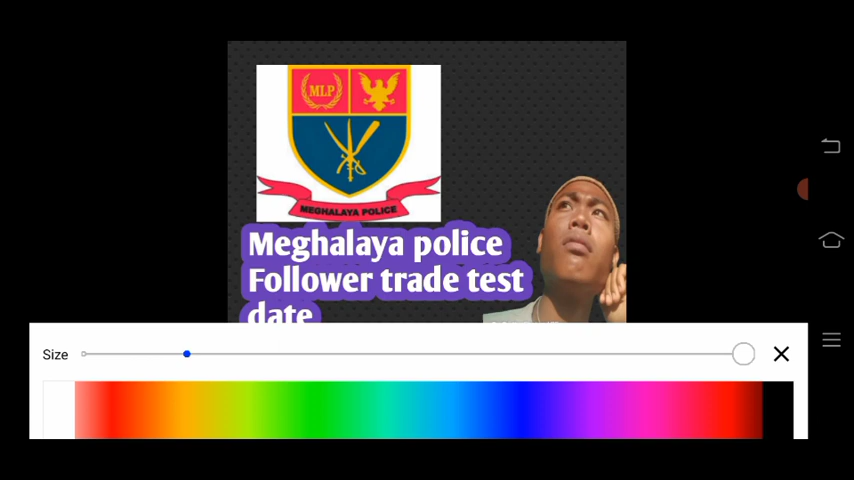 MLP
MEGHALAYA POLICE
Meghalaya police
Follower trade test
date
Size